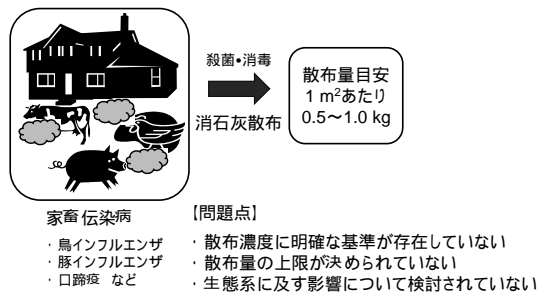 殺菌・消毒
消石灰散布
散布量目安
1 m²あたり
0.5～1.0 kg
家畜伝染病
・鳥インフルエンザ
・豚インフルエンザ
・口蹄疫 など
【問題点】
・散布濃度に明確な基準が存在していない
・散布量の上限が決められていない
・生態系に及す影響について検討されていない